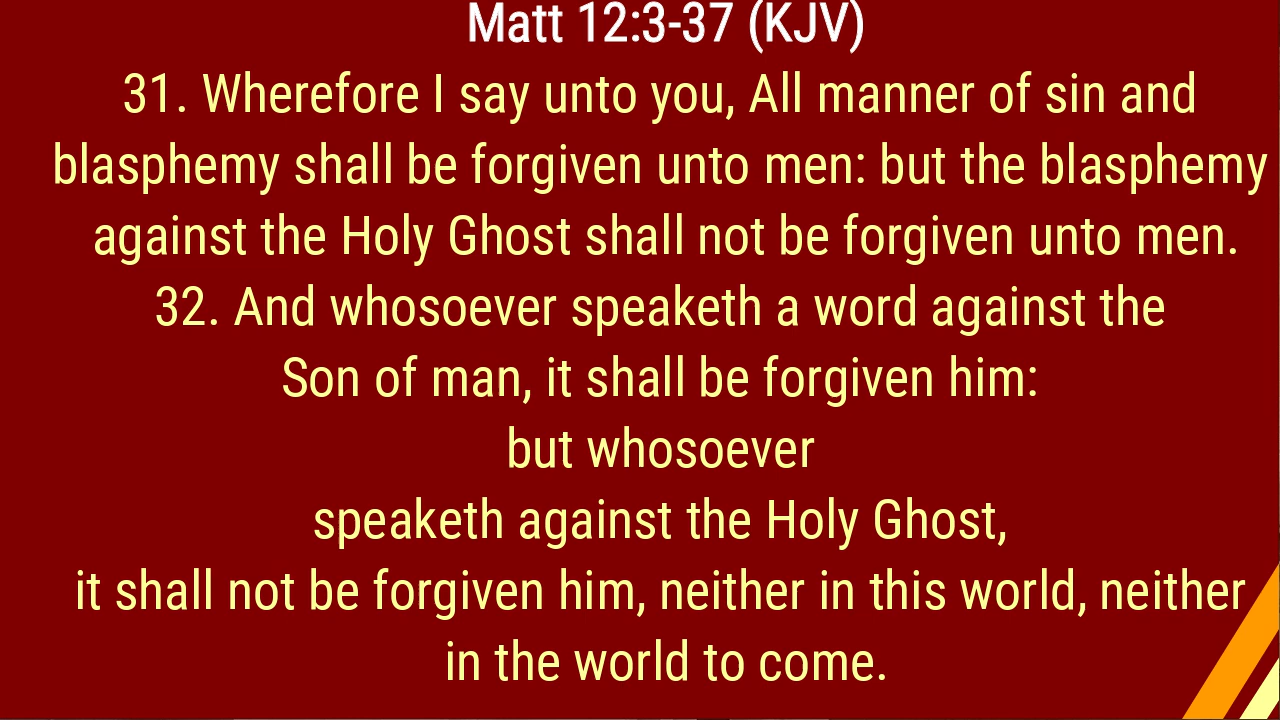 Matt 12:3-37 (KJV)
31. Wherefore I say unto you, All manner of sin and
blasphemy shall be forgiven unto men: but the blasphemy
against the Holy Ghost shall not be forgiven unto men.
32. And whosoever speaketh a word against the
Son of man, it shall be forgiven him:
but whosoever
speaketh against the Holy Ghost,
it shall not be forgiven him, neither in this world, neither
in the world to come.